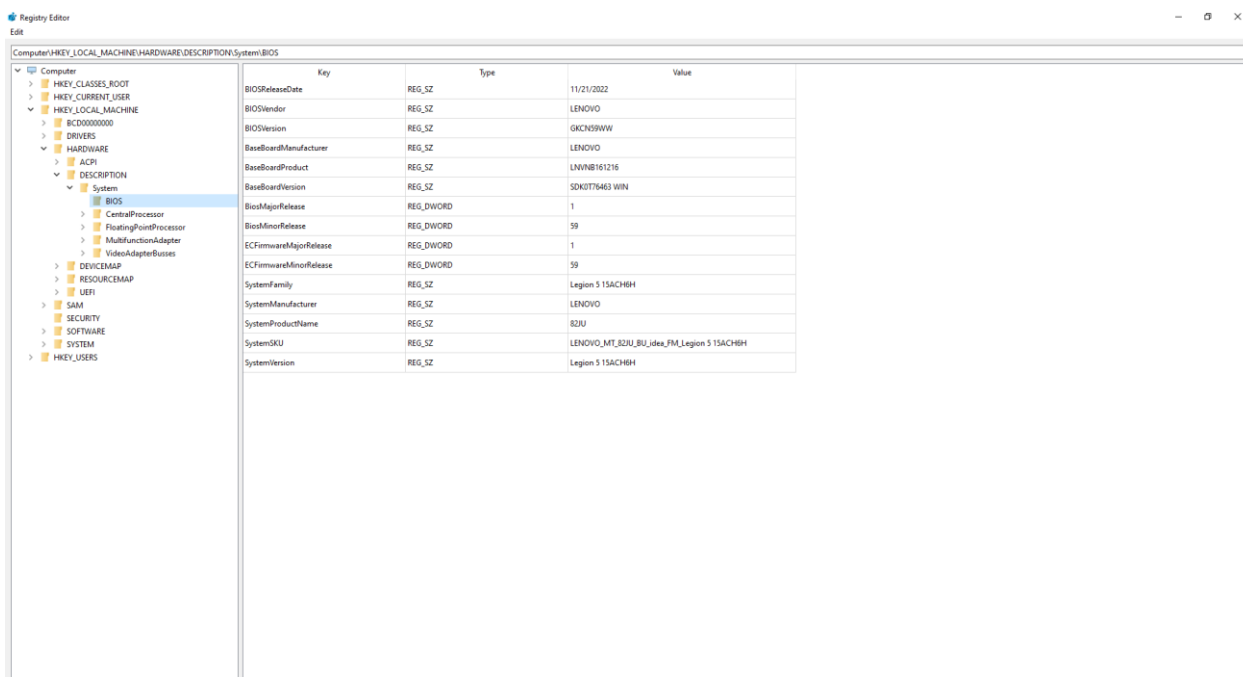 Registry Editor
Edit
Computer\HKEY_LOCAL_MACHINE\HARDWARE\DESCRIPTION\System\BIOS
Computer
HKEY_CLASSES_ROOT
HKEY_CURRENT_USER
HKEY_LOCAL_MACHINE
BCD00000000
DRIVERS
HARDWARE
ACPI
DESCRIPTION
System
BIOS
CentralProcessor
FloatingPointProcessor
MultifunctionAdapter
VideoAdapterBusses
DEVICEMAP
RESOURCEMAP
UEFI
SAM
SECURITY
SOFTWARE
SYSTEM
HKEY_USERS
Key Type Value
BIOSReleaseDate REG_SZ 11/21/2022
BIOSVendor REG_SZ LENOVO
BIOSVersion REG_SZ GKCN59WW
BaseBoardManufacturer REG_SZ LENOVO
BaseBoardProduct REG_SZ LNVNB161216
BaseBoardVersion REG_SZ SDK0T76463 WIN
BiosMajorRelease REG_DWORD 1
BiosMinorRelease REG_DWORD 59
ECFirmwareMajorRelease REG_DWORD 1
ECFirmwareMinorRelease REG_DWORD 59
SystemFamily REG_SZ Legion 5 15ACH6H
SystemManufacturer REG_SZ LENOVO
SystemProductName REG_SZ 82JU
SystemSKU REG_SZ LENOVO_MT_82JU_BU_idea_FM_Legion 5 15ACH6H
SystemVersion REG_SZ Legion 5 15ACH6H